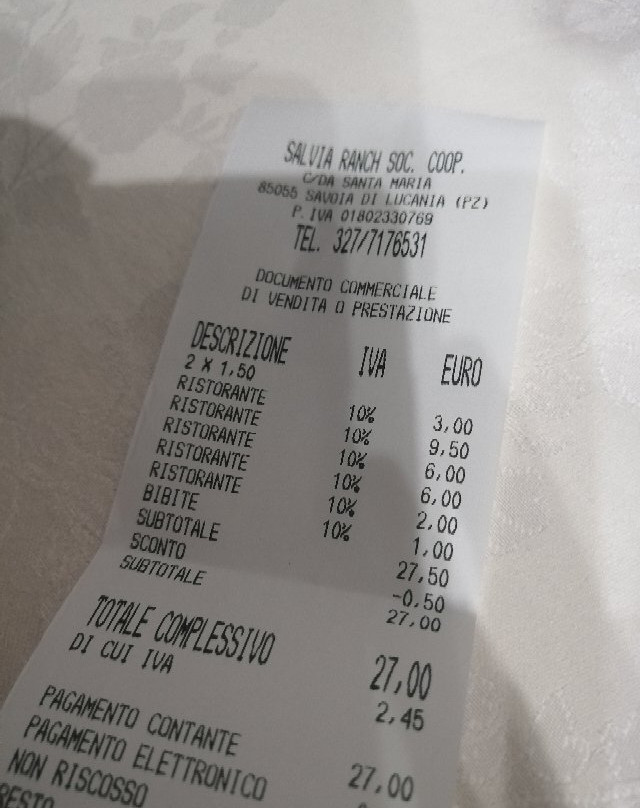 SALVIA RANCH SOC. COOP.
C/DA SANTA MARIA
85055 SAVOIA DI LUCANIA (PZ)
P. IVA 01802330769
TEL. 327/7176531
DOCUMENTO COMMERCIALE
DI VENDITA O PRESTAZIONE
DESCRIZIONE IVA EURO
2 X 1,50
RISTORANTE 10% 3,00
RISTORANTE 10% 9,50
RISTORANTE 10% 6,00
RISTORANTE 10% 6,00
RISTORANTE 10% 2,00
BIBITE 10% 1,00
SUBTOTALE 27,50
SCONTO -0,50
SUBTOTALE 27,00
TOTALE COMPLESSIVO 27,00
DI CUI IVA 2,45
PAGAMENTO CONTANTE 27,00
PAGAMENTO ELETTRONICO
NON RISCOSSO
RESTO